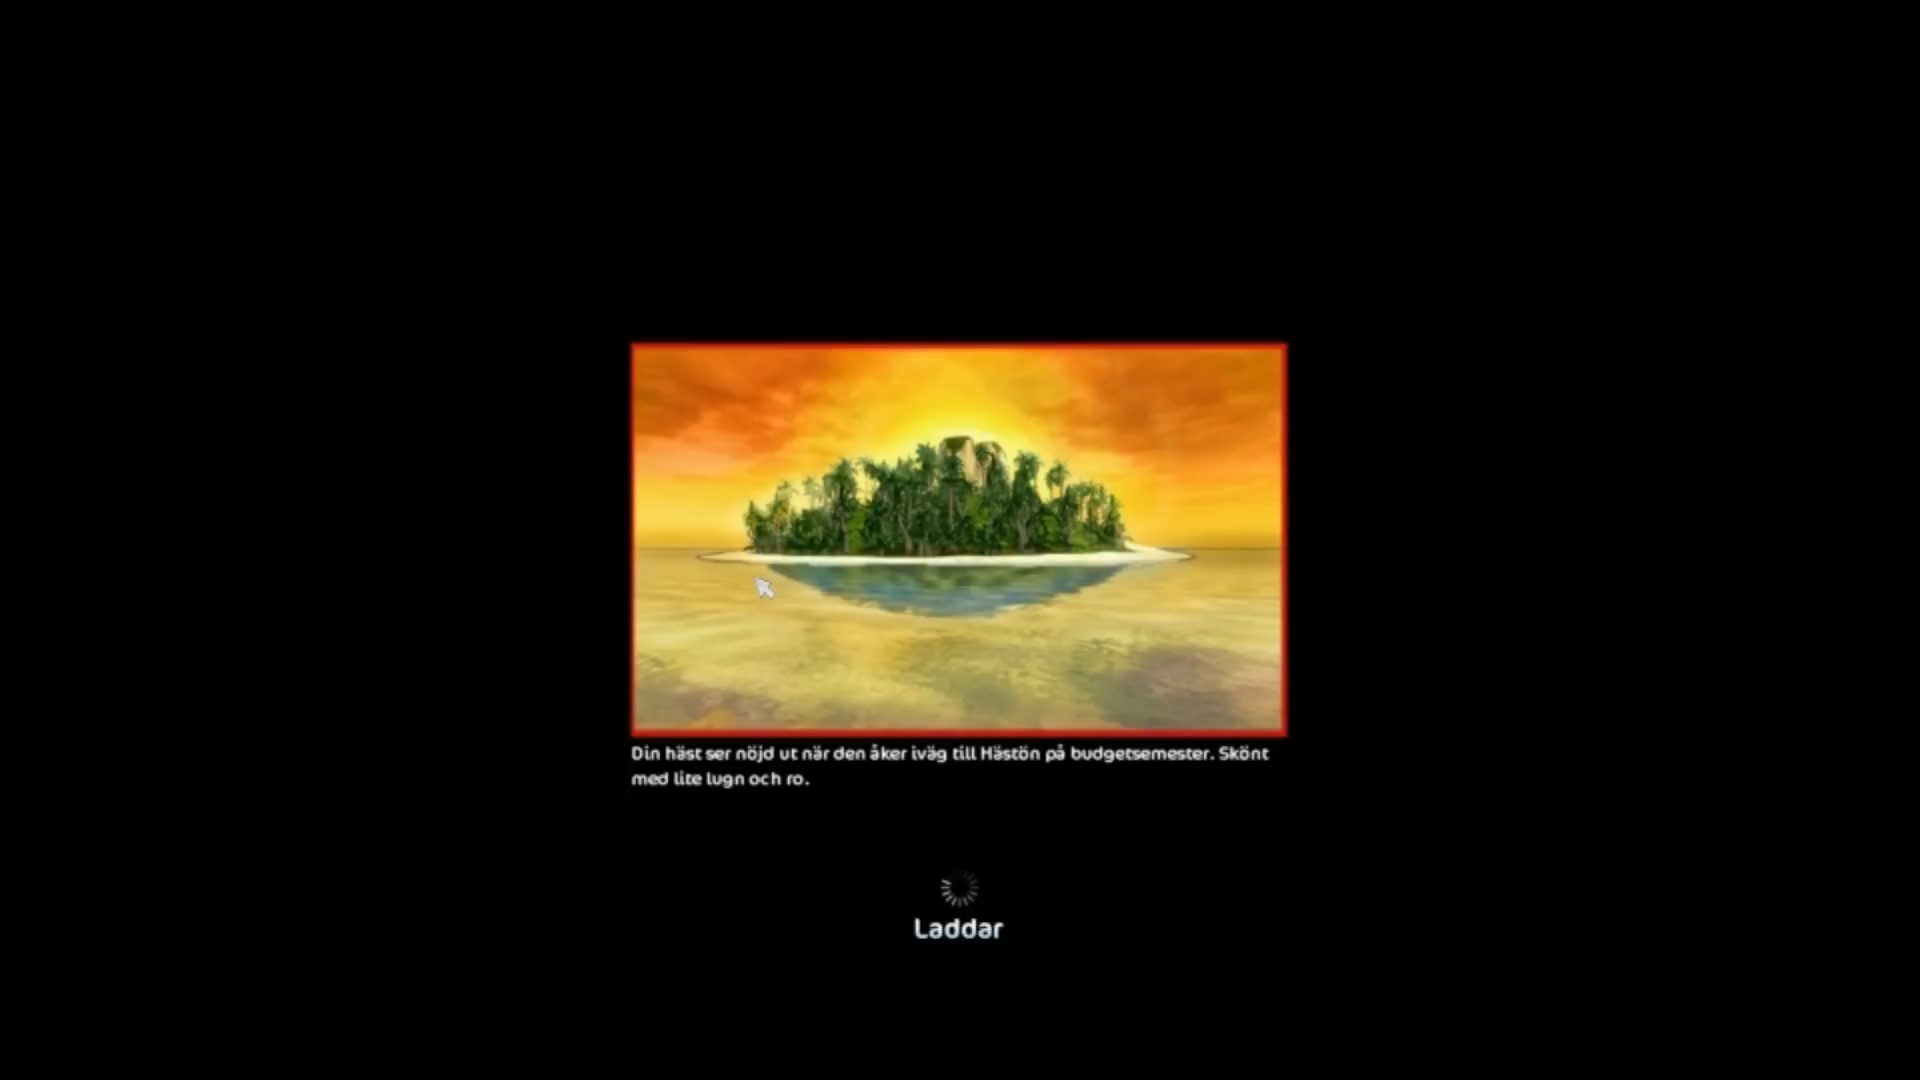 Din häst ser nöjd ut när den åker iväg till Hästön på budgetsemester. Skönt
med lite lugn och ro.
Laddar